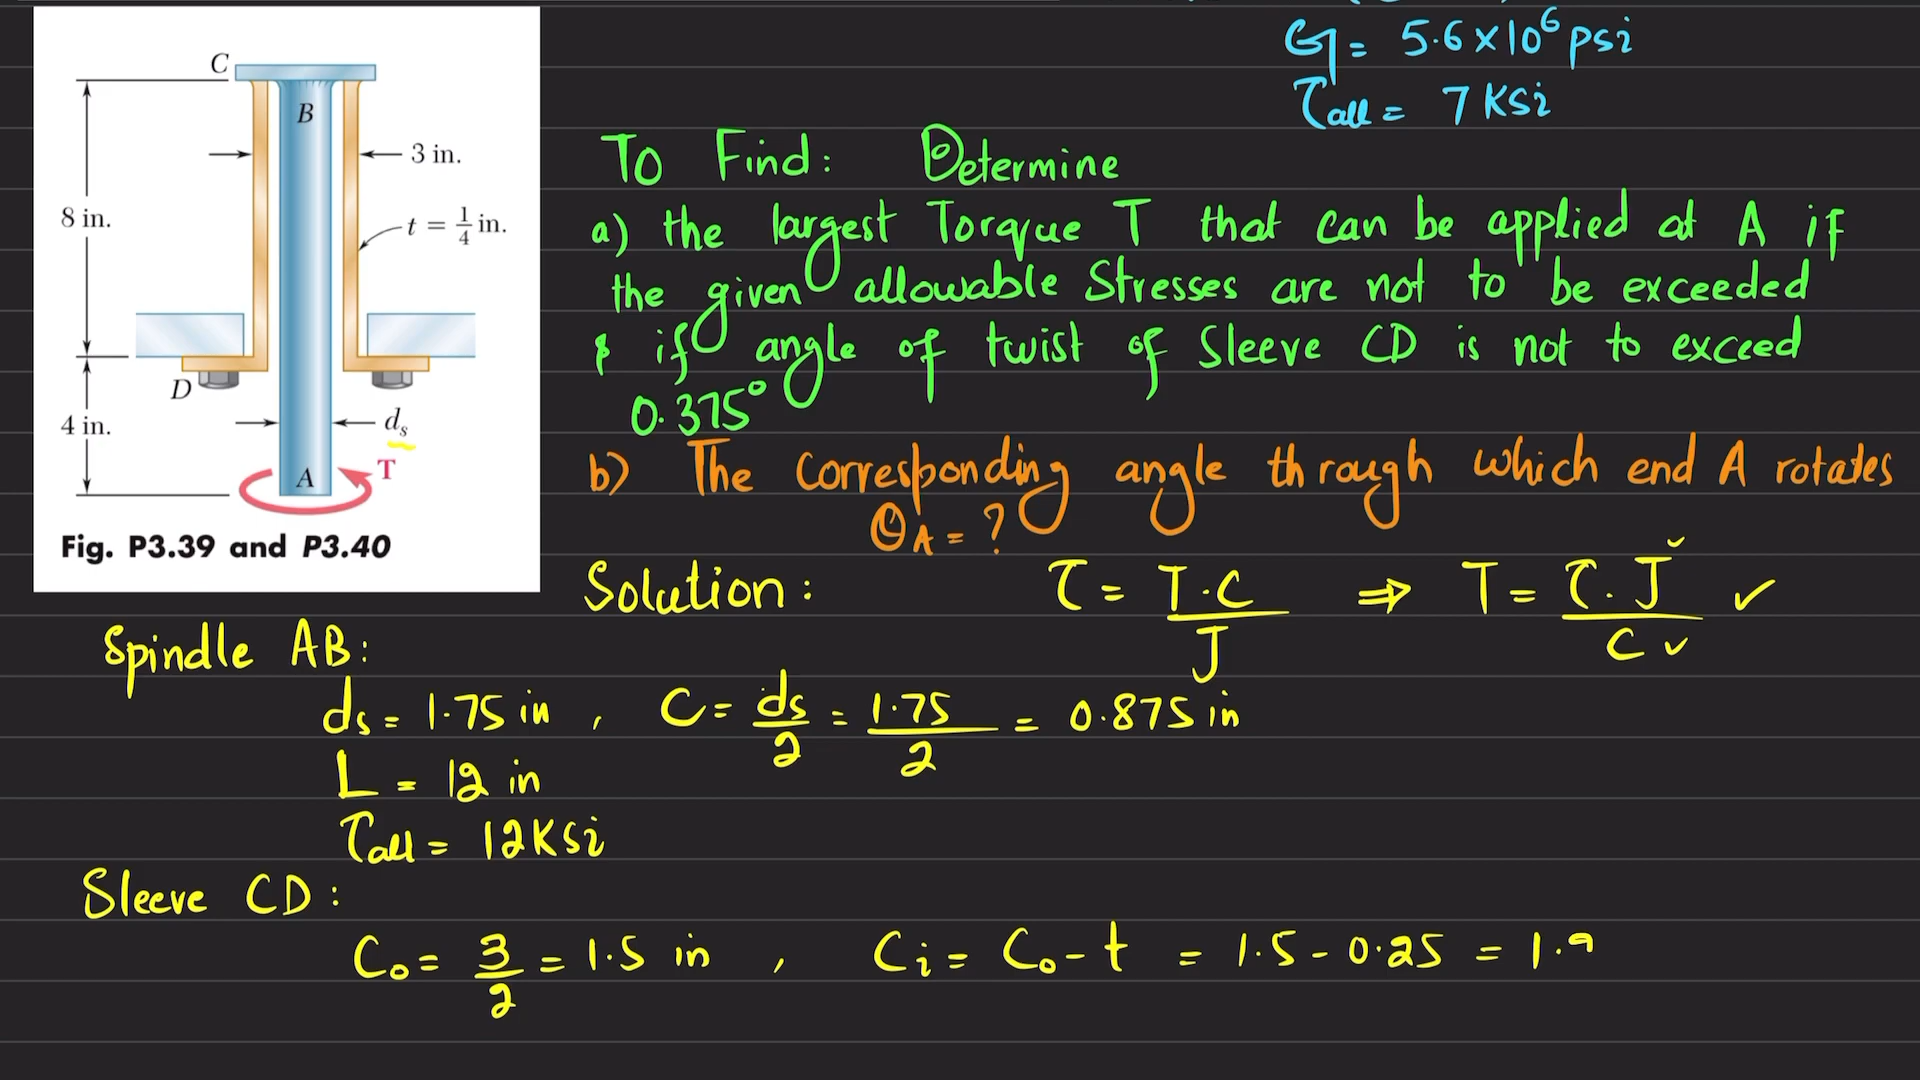 G = 5.6×10⁶ psi
τall = 7 Ksi
C
B
3 in.
8 in.
t = 1/4 in.
D
4 in.
ds
A
T
Fig. P3.39 and P3.40
To Find: Determine
a) the largest Torque T that can be applied at A if
the given allowable Stresses are not to be exceeded
& if angle of twist of Sleeve CD is not to exceed
0.375°
b) The Corresponding angle through which end A rotates
θA = ?
Solution: τ = T·C/J ⇒ T = τ·J/C ✓
Spindle AB:
ds = 1.75 in , C = ds/2 = 1.75/2 = 0.875 in
L = 12 in
τall = 12Ksi
Sleeve CD:
Co = 3/2 = 1.5 in , Ci = Co - t = 1.5 - 0.25 = 1.